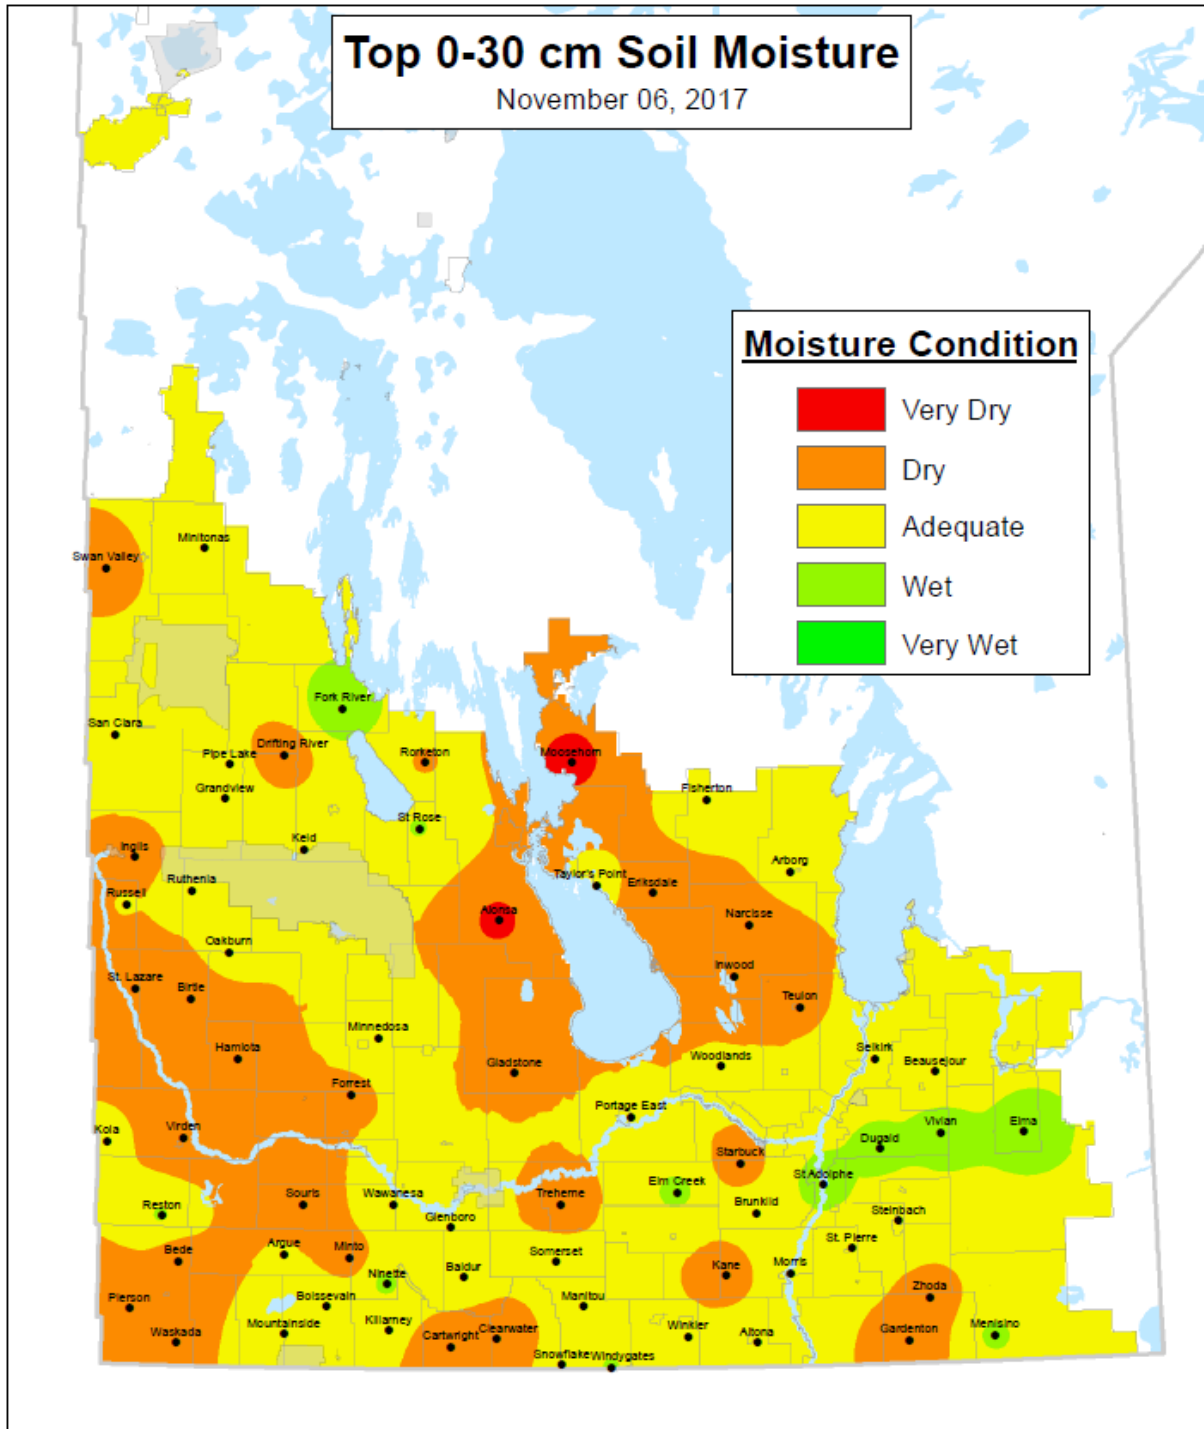 Top 0-30 cm Soil Moisture
November 06, 2017
Moisture Condition
Very Dry
Dry
Adequate
Wet
Very Wet
Minitonas
Swan Valley
Fork River
San Clara
Drifting River
Pipe Lake
Rorketon
Moosehorn
Grandview
Fisherton
St Rose
Keld
Inglis
Arborg
Taylor's Point
Ruthenia
Eriksdale
Russell
Alonsa
Narcisse
Oakburn
St. Lazare
Birtle
Inwood
Teulon
Minnedosa
Hamiota
Gladstone
Woodlands
Selkirk
Beausejour
Forrest
Portage East
Kola
Virden
Vivian
Elma
Dugald
Starbuck
St Adolphe
Elm Creek
Souris
Wawanesa
Treherne
Reston
Brunkild
Steinbach
Glenboro
St. Pierre
Bede
Argue
Minto
Somerset
Baldur
Kane
Morris
Ninette
Zhoda
Pierson
Boissevain
Manitou
Mountainside
Killarney
Waskada
Cartwright
Clearwater
Winkler
Altona
Gardenton
Menisino
Snowflake
Windygates